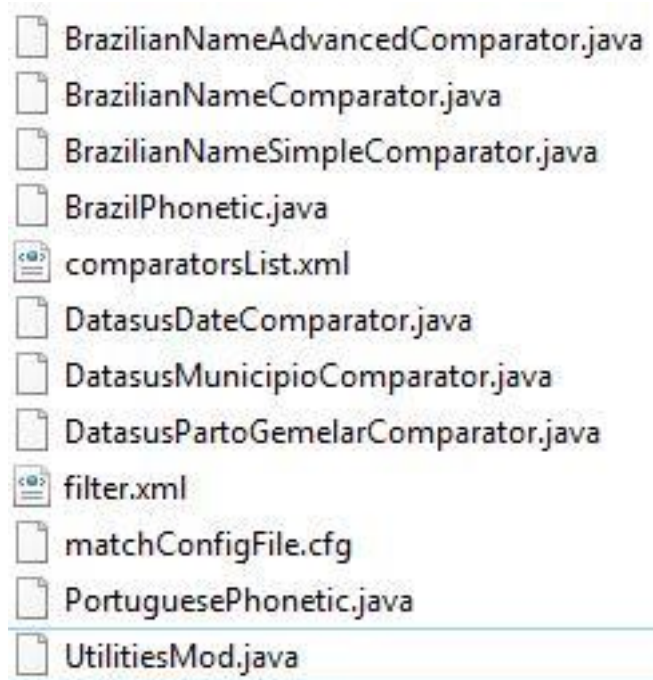 BrazilianNameAdvancedComparator.java
BrazilianNameComparator.java
BrazilianNameSimpleComparator.java
BrazilPhonetic.java
comparatorsList.xml
DatasusDateComparator.java
DatasusMunicipioComparator.java
DatasusPartoGemelarComparator.java
filter.xml
matchConfigFile.cfg
PortuguesePhonetic.java
UtilitiesMod.java